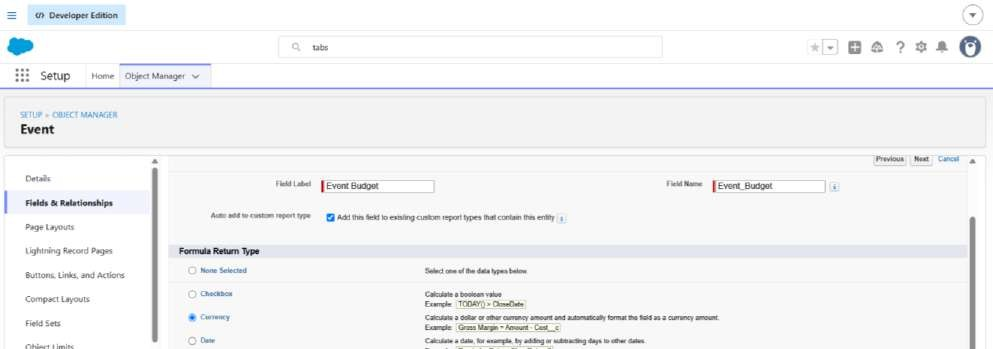 </> Developer Edition
tabs
Setup Home Object Manager
SETUP > OBJECT MANAGER
Event
Previous Next Cancel
Details
Fields & Relationships
Page Layouts
Lightning Record Pages
Buttons, Links, and Actions
Compact Layouts
Field Sets
Object Limits
Field Label Event Budget Field Name Event_Budget i
Auto add to custom report type Add this field to existing custom report types that contain this entity i
Formula Return Type
None Selected Select one of the data types below.
Checkbox Calculate a boolean value
Example: TODAY() > CloseDate
Currency Calculate a dollar or other currency amount and automatically format the field as a currency amount.
Example: Gross Margin = Amount - Cost__c
Date Calculate a date, for example, by adding or subtracting days to other dates.